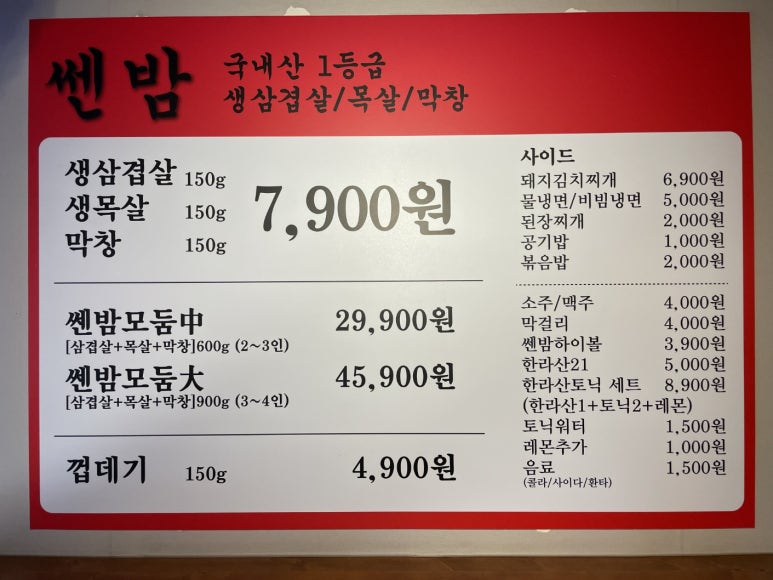 쎈밤
국내산 1등급
생삼겹살/목살/막창
생삼겹살 150g
생목살 150g
막창 150g
7,900원
쎈밤모둠中 29,900원
[삼겹살+목살+막창]600g (2~3인)
쎈밤모둠大 45,900원
[삼겹살+목살+막창]900g (3~4인)
껍데기 150g 4,900원
사이드
돼지김치찌개 6,900원
물냉면/비빔냉면 5,000원
된장찌개 2,000원
공기밥 1,000원
볶음밥 2,000원
소주/맥주 4,000원
막걸리 4,000원
쎈밤하이볼 3,900원
한라산21 5,000원
한라산토닉 세트 8,900원
(한라산1+토닉2+레몬)
토닉워터 1,500원
레몬추가 1,000원
음료 1,500원
(콜라/사이다/환타)